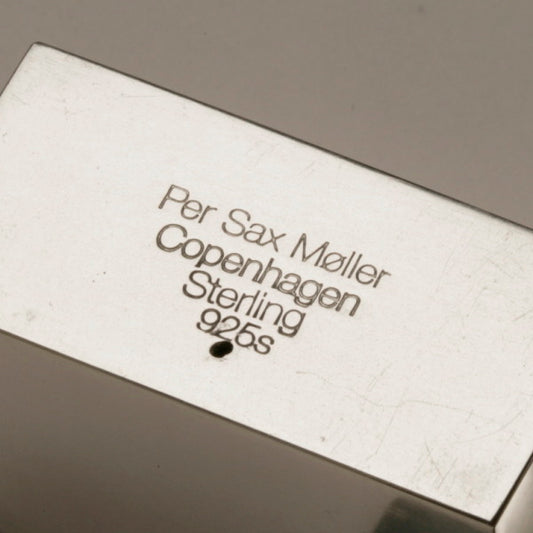 Per Sax Møller
Copenhagen
Sterling
925s